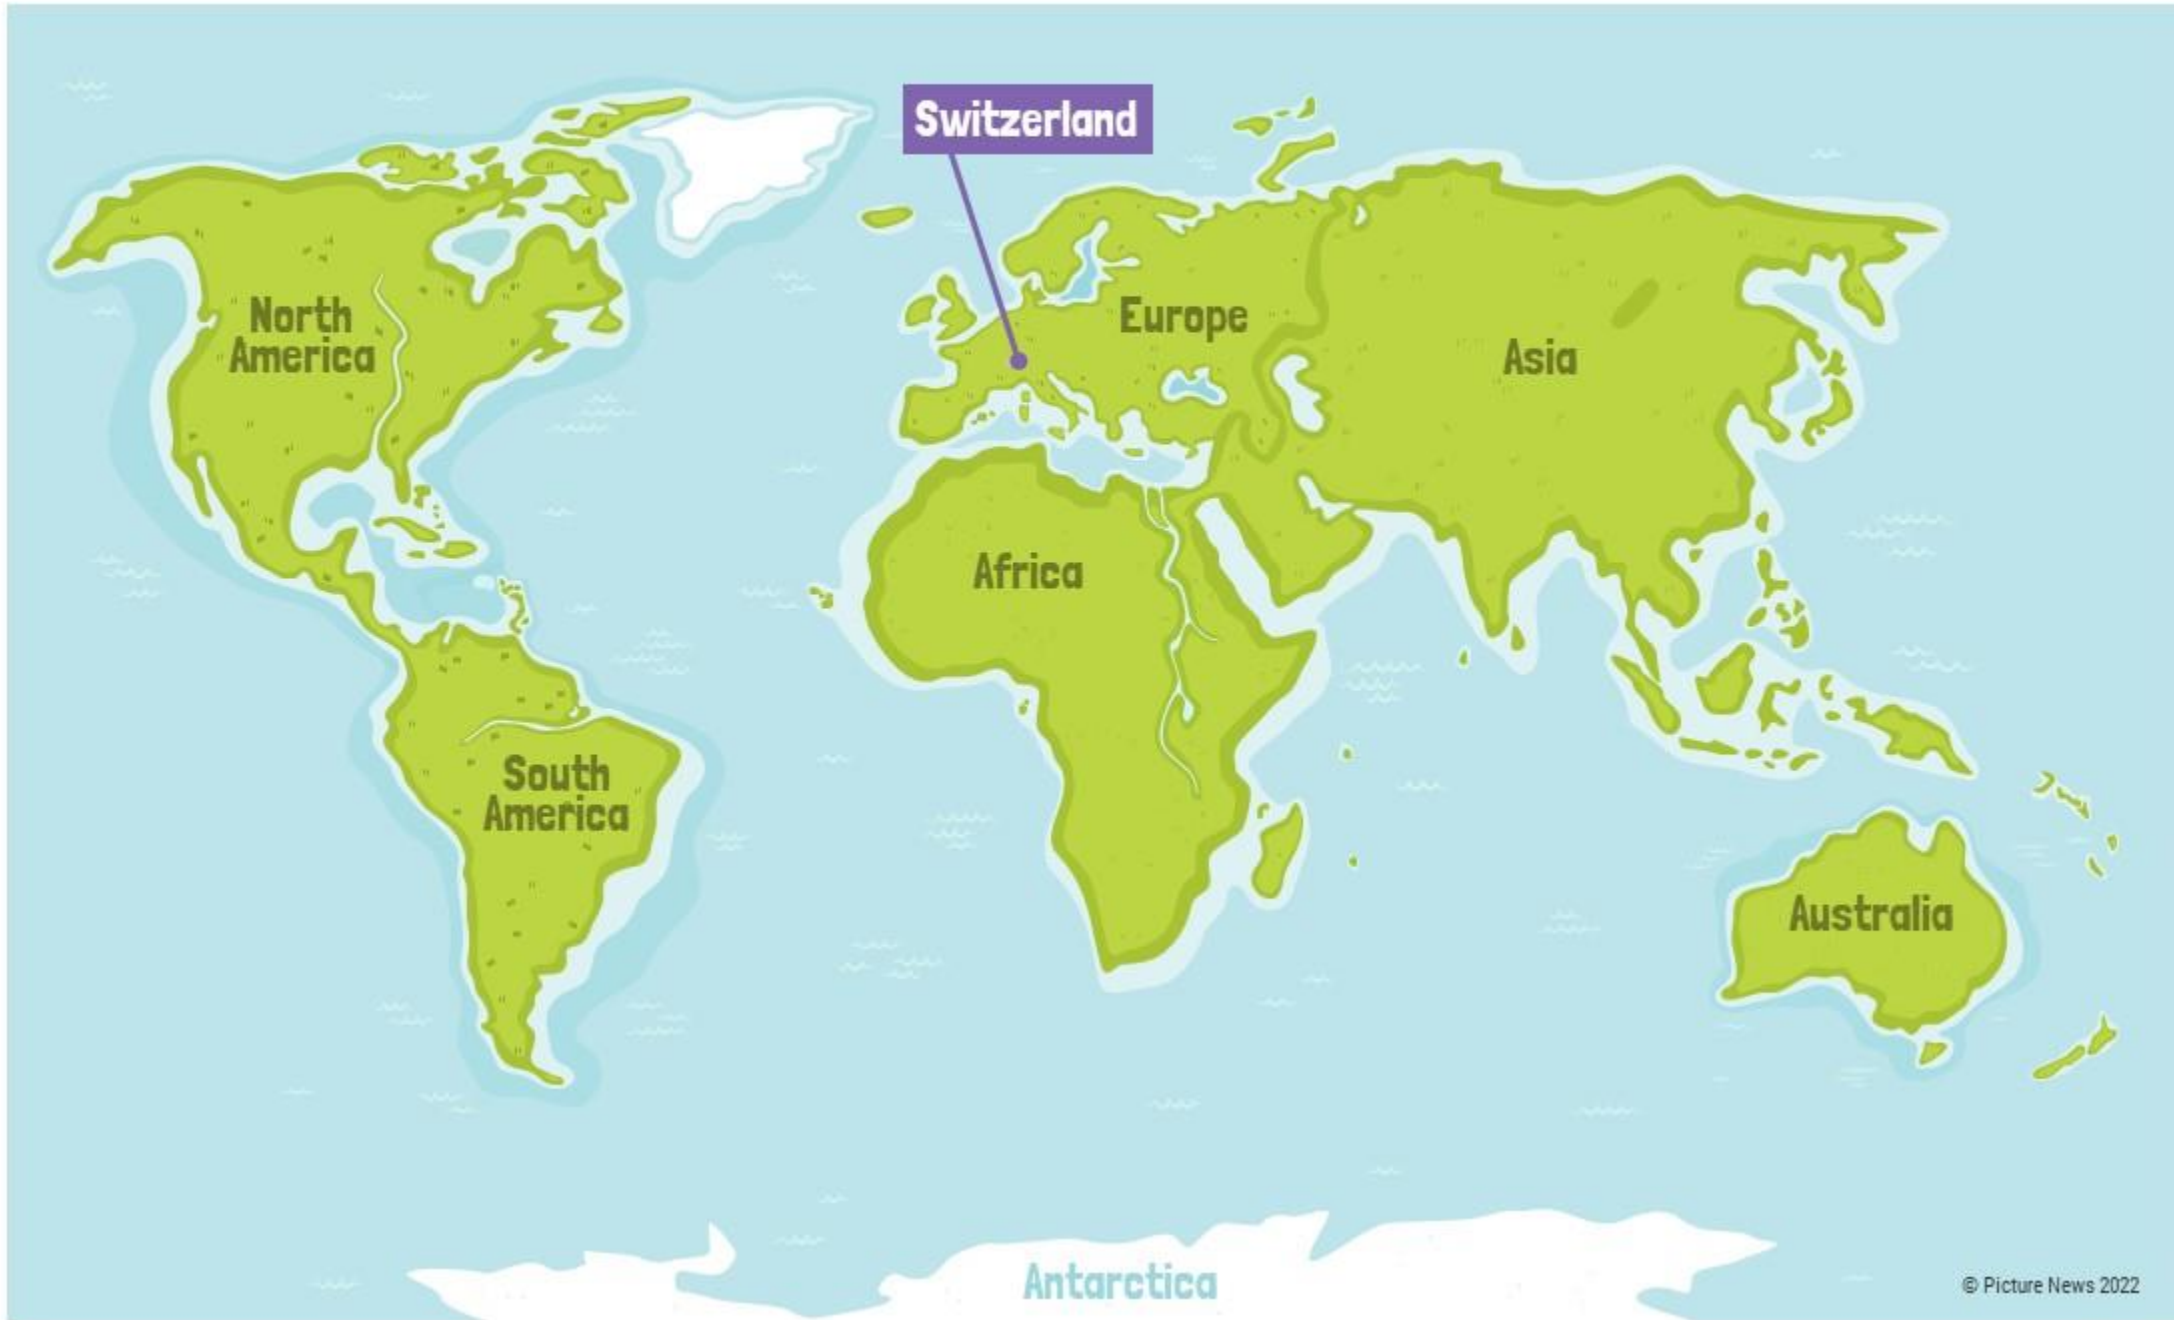 Switzerland
North
America
Europe
Asia
Africa
South
America
Australia
Antarctica
© Picture News 2022